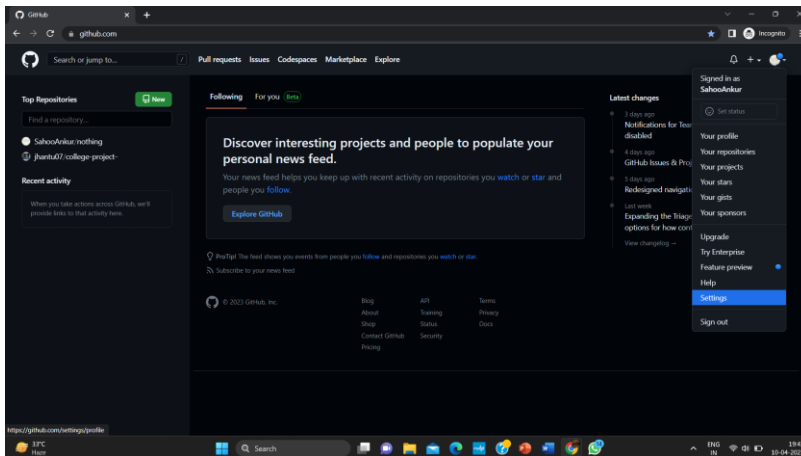 GitHub
github.com
Incognito
Search or jump to...
/
Pull requests Issues Codespaces Marketplace Explore
Top Repositories
New
Find a repository...
SahooAnkur/nothing
jhantu07/college-project-
Recent activity
When you take actions across GitHub, we'll
provide links to that activity here.
Following For you Beta
Discover interesting projects and people to populate your
personal news feed.
Your news feed helps you keep up with recent activity on repositories you watch or star and
people you follow.
Explore GitHub
ProTip! The feed shows you events from people you follow and repositories you watch or star.
Subscribe to your news feed
© 2023 GitHub, Inc.
Blog API Terms
About Training Privacy
Shop Status Docs
Contact GitHub Security
Pricing
Latest changes
3 days ago
Notifications for Tea
disabled
4 days ago
GitHub Issues & Proj
5 days ago
Redesigned navigati
Last week
Expanding the Triage
options for how cont
View changelog →
Signed in as
SahooAnkur
Set status
Your profile
Your repositories
Your projects
Your stars
Your gists
Your sponsors
Upgrade
Try Enterprise
Feature preview
Help
Settings
Sign out
https://github.com/settings/profile
33°C
Haze
Search
ENG
IN
19:4
10-04-202